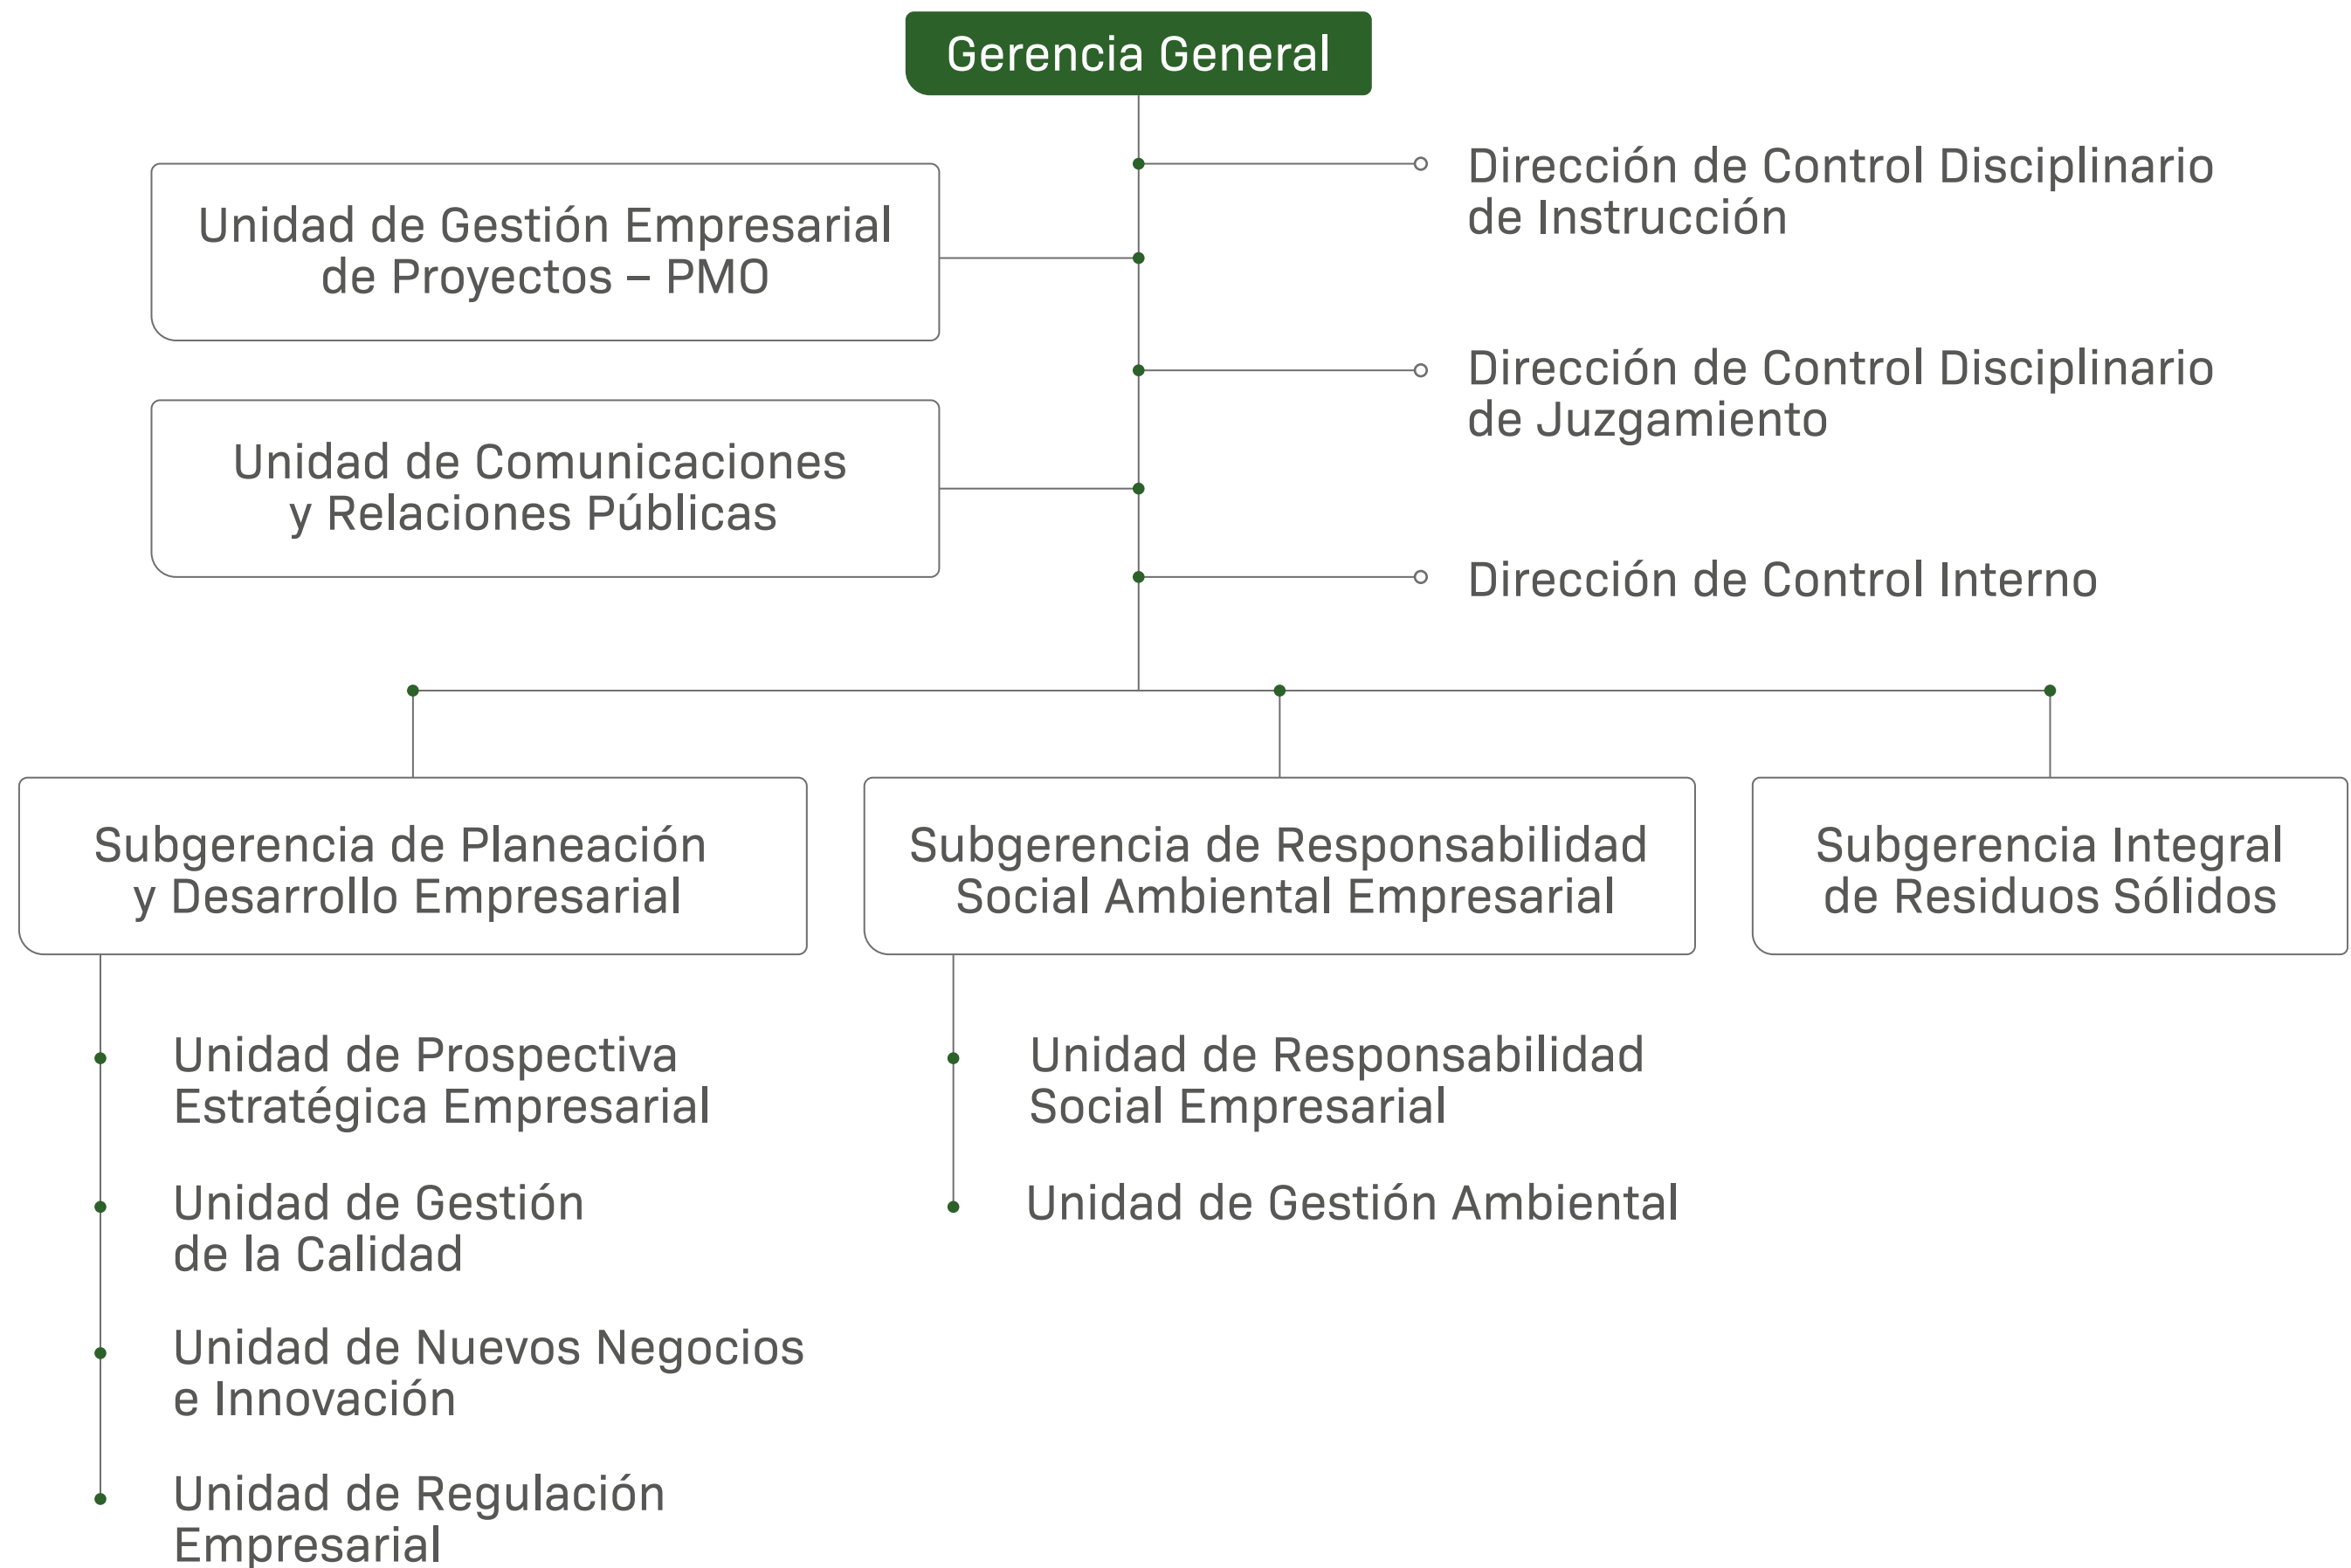 Gerencia General
Unidad de Gestión Empresarial
de Proyectos – PMO
Unidad de Comunicaciones
y Relaciones Públicas
Dirección de Control Disciplinario
de Instrucción
Dirección de Control Disciplinario
de Juzgamiento
Dirección de Control Interno
Subgerencia de Planeación
y Desarrollo Empresarial
Unidad de Prospectiva
Estratégica Empresarial
Unidad de Gestión
de la Calidad
Unidad de Nuevos Negocios
e Innovación
Unidad de Regulación
Empresarial
Subgerencia de Responsabilidad
Social Ambiental Empresarial
Unidad de Responsabilidad
Social Empresarial
Unidad de Gestión Ambiental
Subgerencia Integral
de Residuos Sólidos